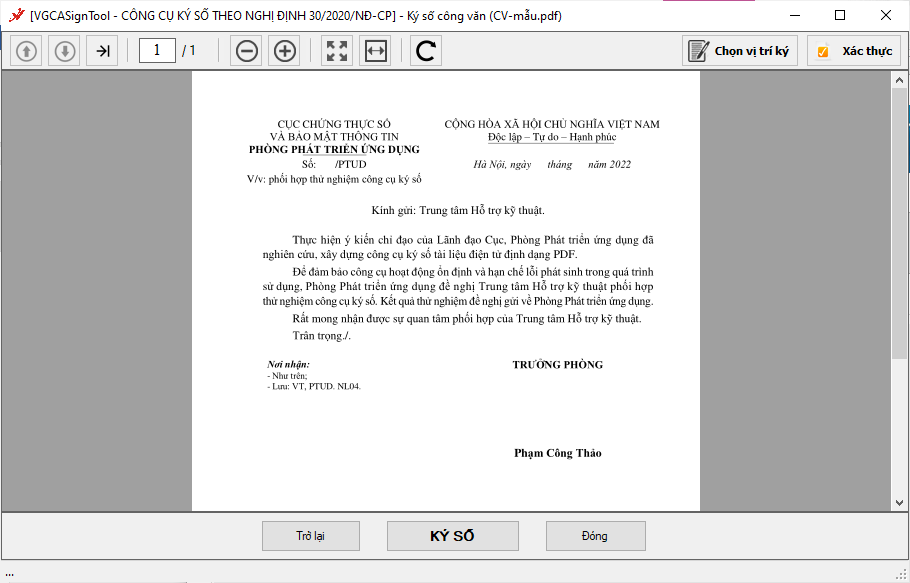 [VGCASignTool - CÔNG CỤ KÝ SỐ THEO NGHỊ ĐỊNH 30/2020/NĐ-CP] - Ký số công văn (CV-mẫu.pdf)
1 / 1
Chọn vị trí ký
Xác thực
CỤC CHỨNG THỰC SỐ
VÀ BẢO MẬT THÔNG TIN
PHÒNG PHÁT TRIỂN ỨNG DỤNG
Số: /PTUD
V/v: phối hợp thử nghiệm công cụ ký số
CỘNG HÒA XÃ HỘI CHỦ NGHĨA VIỆT NAM
Độc lập – Tự do – Hạnh phúc
Hà Nội, ngày tháng năm 2022
Kính gửi: Trung tâm Hỗ trợ kỹ thuật.
Thực hiện ý kiến chỉ đạo của Lãnh đạo Cục, Phòng Phát triển ứng dụng đã
nghiên cứu, xây dựng công cụ ký số tài liệu điện tử định dạng PDF.
Để đảm bảo công cụ hoạt động ổn định và hạn chế lỗi phát sinh trong quá trình
sử dụng, Phòng Phát triển ứng dụng đề nghị Trung tâm Hỗ trợ kỹ thuật phối hợp
thử nghiệm công cụ ký số. Kết quả thử nghiệm đề nghị gửi về Phòng Phát triển ứng dụng.
Rất mong nhận được sự quan tâm phối hợp của Trung tâm Hỗ trợ kỹ thuật.
Trân trọng./.
Nơi nhận:
- Như trên;
- Lưu: VT, PTUD. NL04.
TRƯỞNG PHÒNG
Phạm Công Thảo
Trở lại
KÝ SỐ
Đóng
...